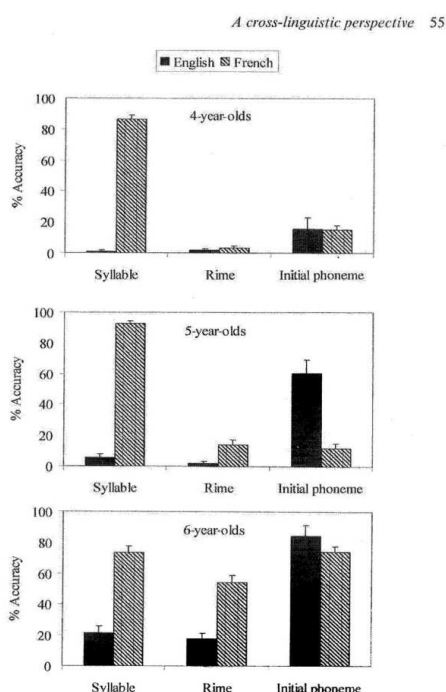 A cross-linguistic perspective 55
English French
100
80
60
40
20
0
% Accuracy
4-year-olds
Syllable Rime Initial phoneme
100
80
60
40
20
0
% Accuracy
5-year-olds
Syllable Rime Initial phoneme
100
80
60
40
20
0
% Accuracy
6-year-olds
Syllable Rime Initial phoneme